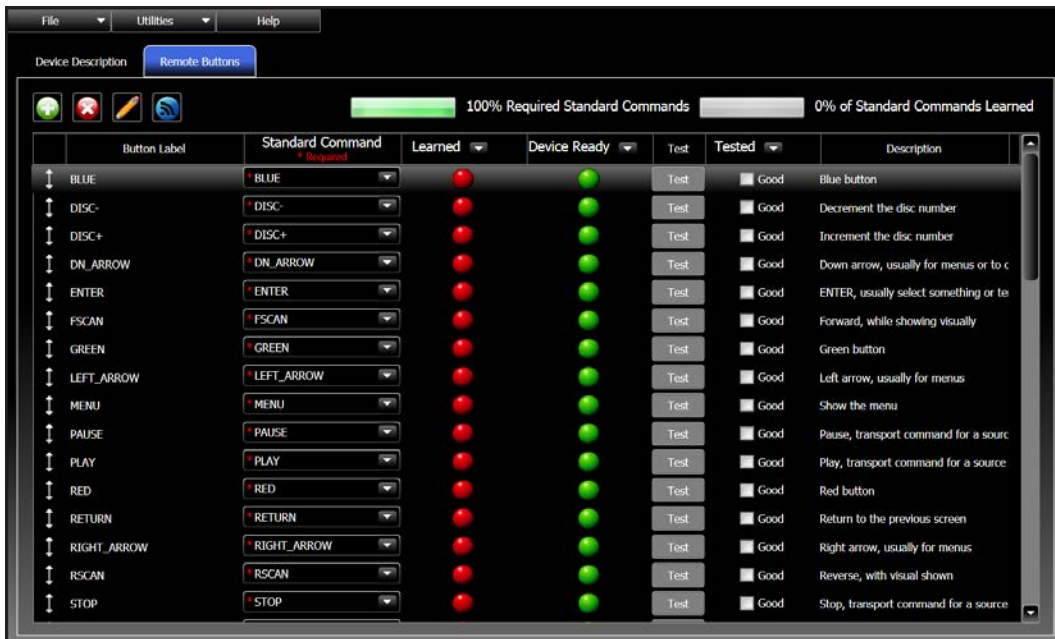 File Utilities Help
Device Description Remote Buttons
100% Required Standard Commands 0% of Standard Commands Learned
Button Label Standard Command Learned Device Ready Test Tested Description
* Required
BLUE * BLUE Test Good Blue button
DISC- * DISC- Test Good Decrement the disc number
DISC+ * DISC+ Test Good Increment the disc number
DN_ARROW * DN_ARROW Test Good Down arrow, usually for menus or to c
ENTER * ENTER Test Good ENTER, usually select something or te
FSCAN * FSCAN Test Good Forward, while showing visually
GREEN * GREEN Test Good Green button
LEFT_ARROW * LEFT_ARROW Test Good Left arrow, usually for menus
MENU * MENU Test Good Show the menu
PAUSE * PAUSE Test Good Pause, transport command for a sourc
PLAY * PLAY Test Good Play, transport command for a source
RED * RED Test Good Red button
RETURN * RETURN Test Good Return to the previous screen
RIGHT_ARROW * RIGHT_ARROW Test Good Right arrow, usually for menus
RSCAN * RSCAN Test Good Reverse, with visual shown
STOP * STOP Test Good Stop, transport command for a source